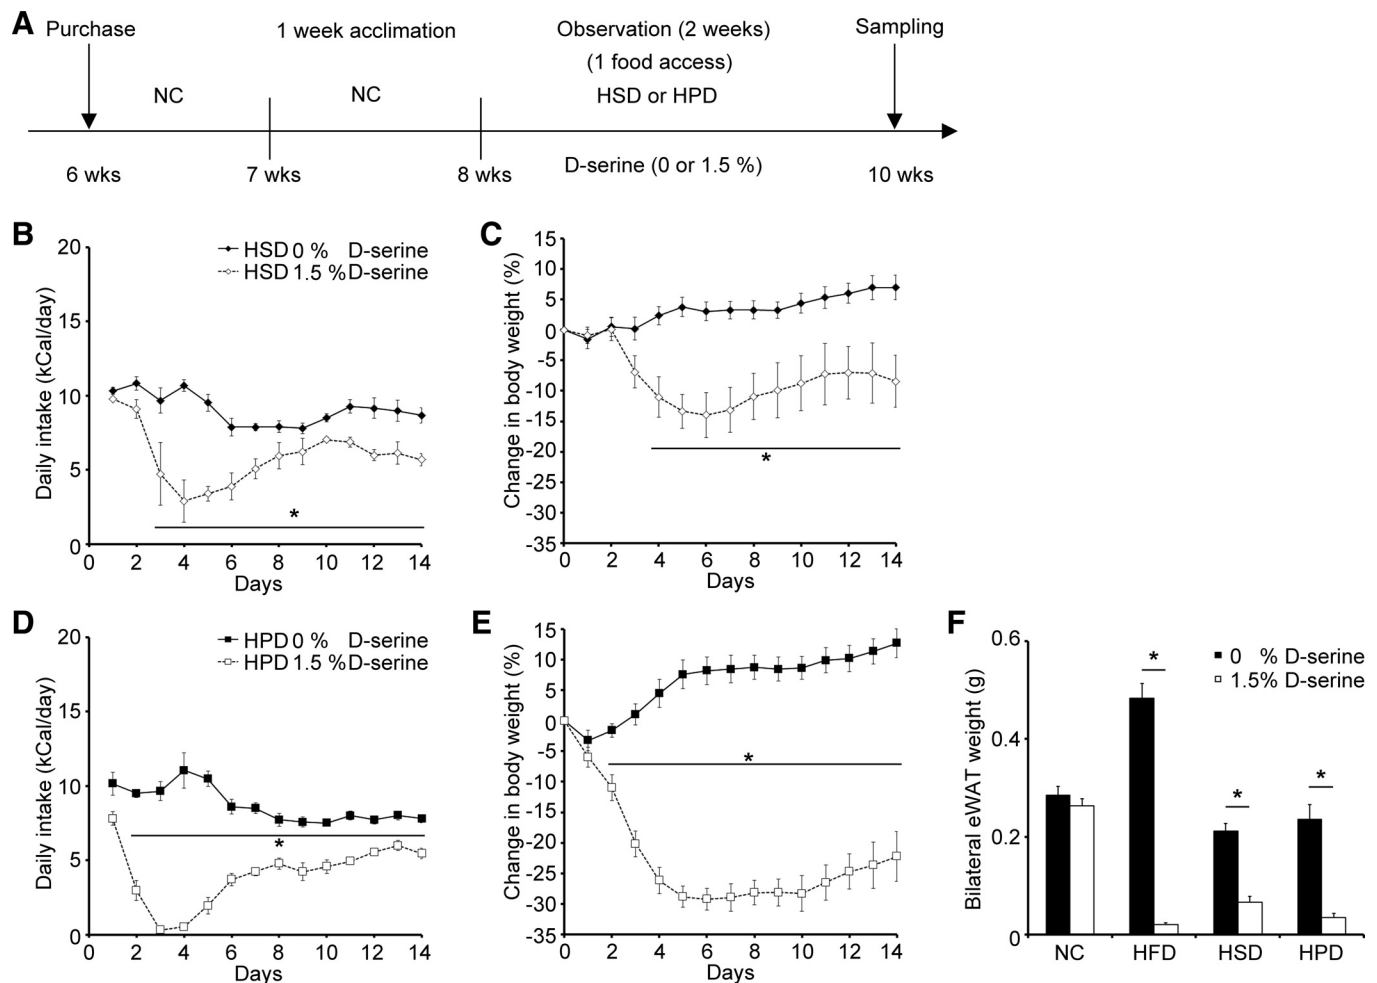 A
Purchase
1 week acclimation
Observation (2 weeks)
Sampling
(1 food access)
NC
NC
HSD or HPD
6 wks
7 wks
8 wks
D-serine (0 or 1.5 %)
10 wks
B
HSD 0 % D-serine
HSD 1.5 % D-serine
Daily intake (kCal/day)
20
15
10
5
0
*
0 2 4 6 8 10 12 14
Days
C
Change in body weight (%)
15
10
5
0
-5
-10
-15
-20
-25
-30
-35
*
0 2 4 6 8 10 12 14
Days
D
HPD 0 % D-serine
HPD 1.5 % D-serine
Daily intake (kCal/day)
20
15
10
5
0
*
0 2 4 6 8 10 12 14
Days
E
Change in body weight (%)
15
10
5
0
-5
-10
-15
-20
-25
-30
-35
*
0 2 4 6 8 10 12 14
Days
F
0 % D-serine
1.5% D-serine
Bilateral eWAT weight (g)
0.6
0.4
0.2
0
*
*
*
NC HFD HSD HPD